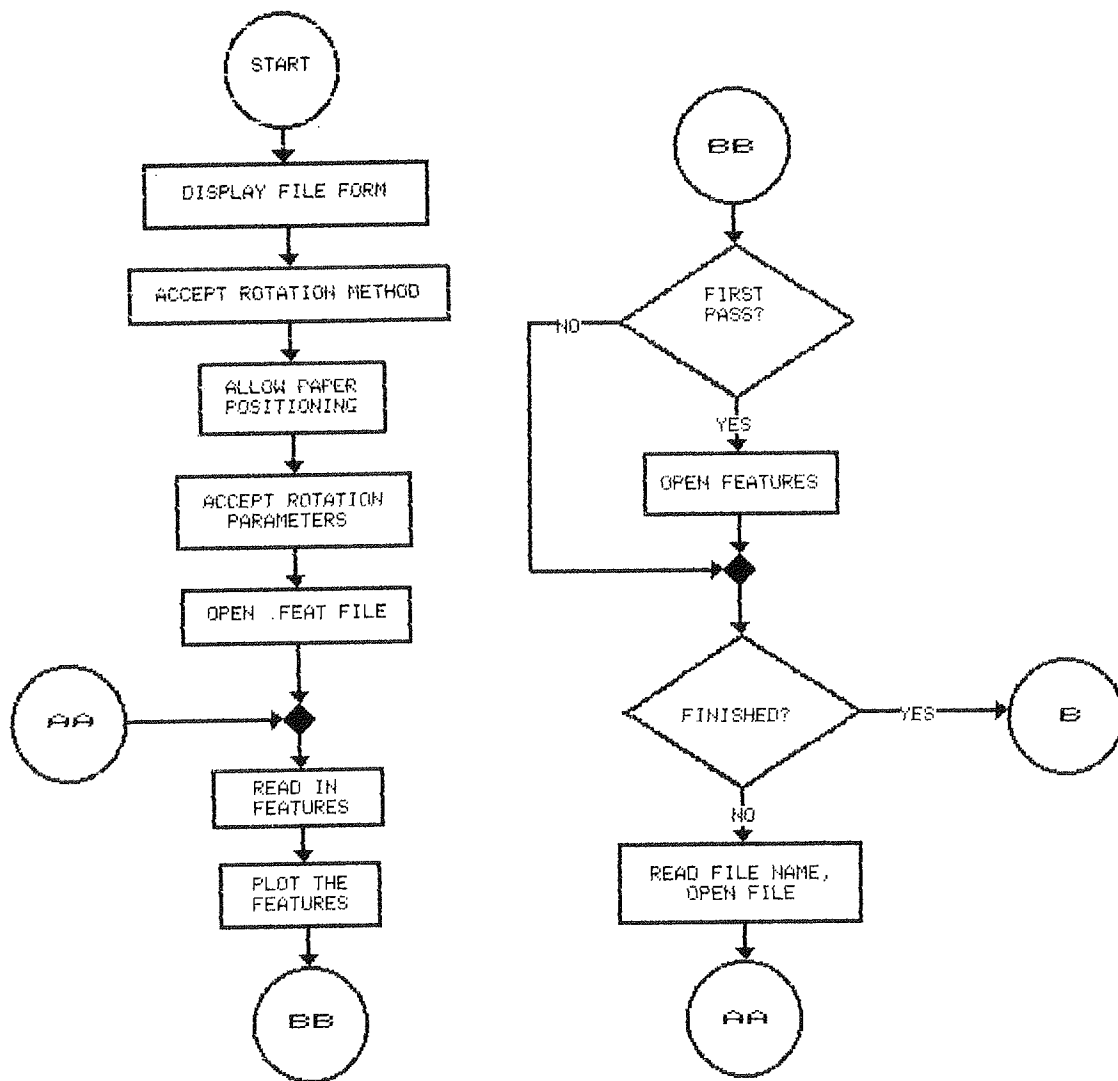 START
DISPLAY FILE FORM
ACCEPT ROTATION METHOD
ALLOW PAPER
POSITIONING
ACCEPT ROTATION
PARAMETERS
OPEN .FEAT FILE
AA
READ IN
FEATURES
PLOT THE
FEATURES
BB
BB
FIRST
PASS?
NO
YES
OPEN FEATURES
FINISHED?
YES
B
NO
READ FILE NAME,
OPEN FILE
AA